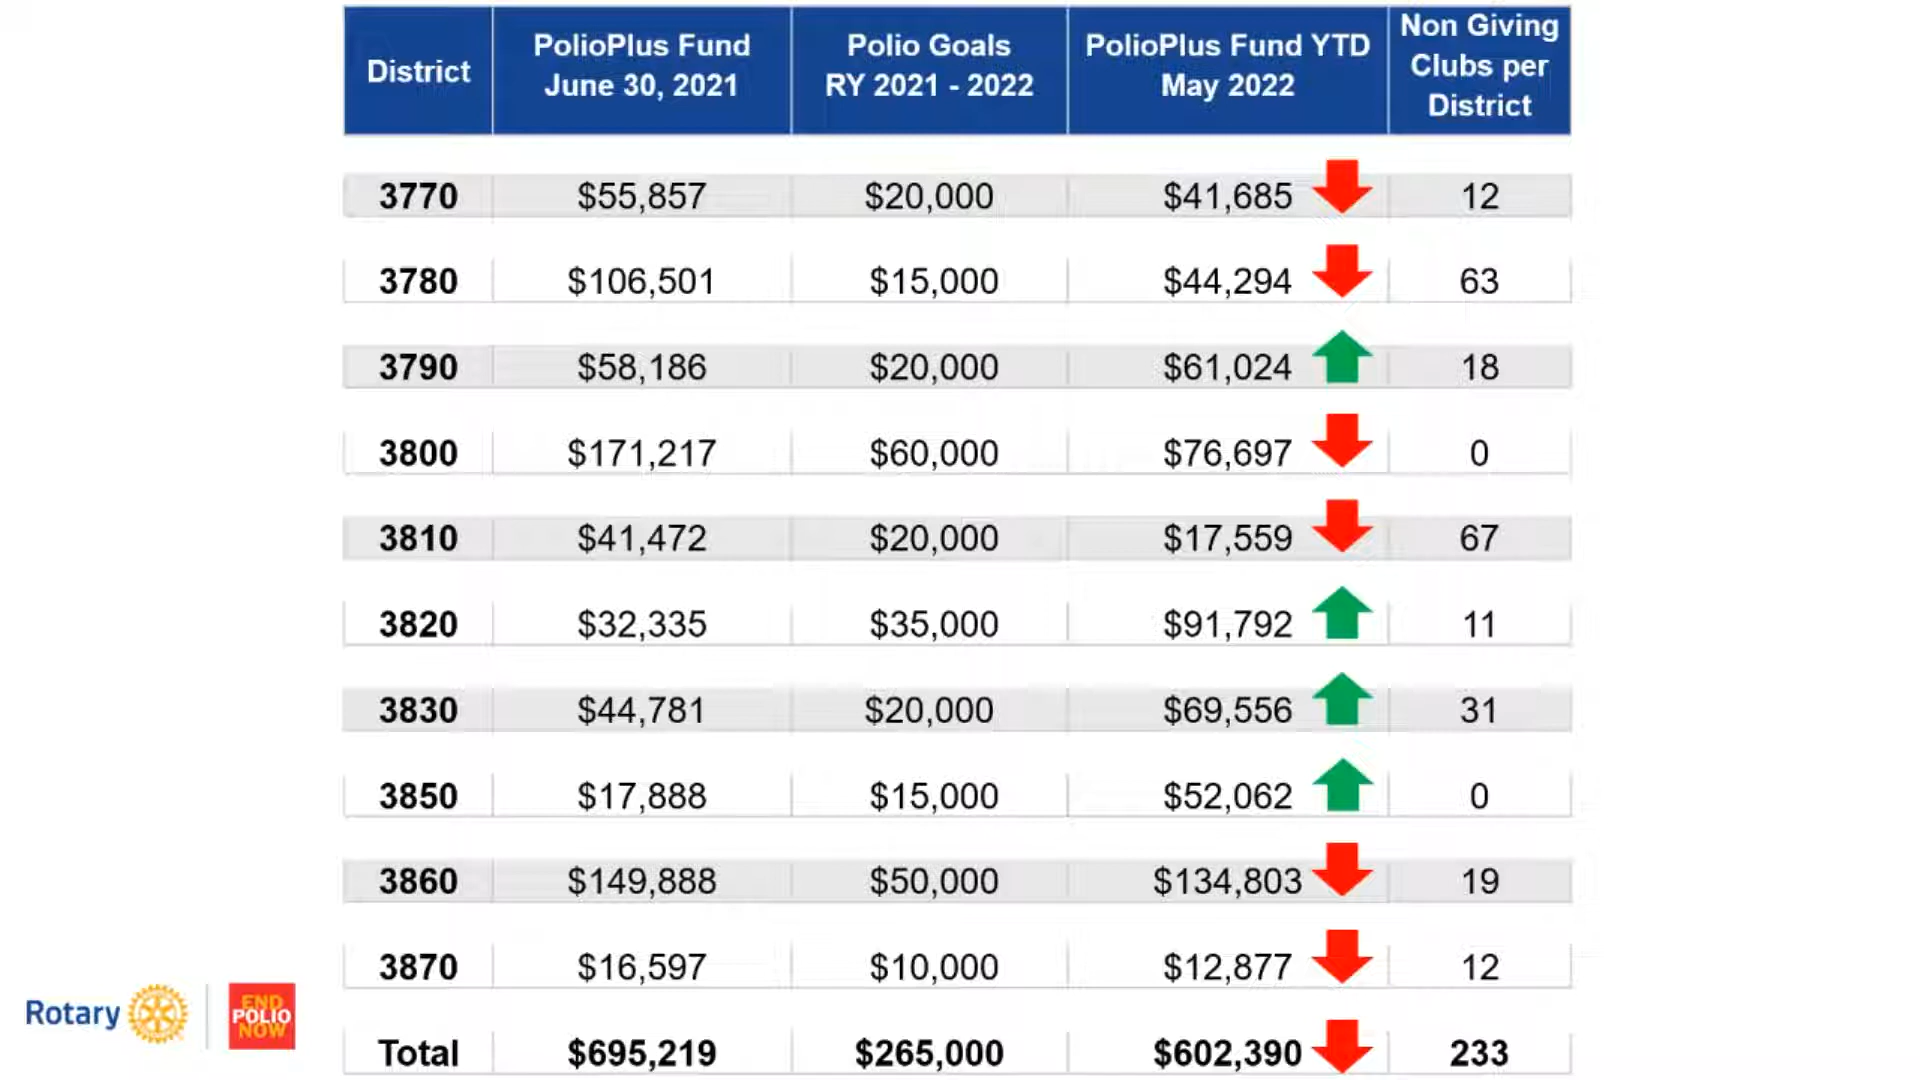 District PolioPlus Fund June 30, 2021 Polio Goals RY 2021 - 2022 PolioPlus Fund YTD May 2022 Non Giving Clubs per District
3770 $55,857 $20,000 $41,685 12
3780 $106,501 $15,000 $44,294 63
3790 $58,186 $20,000 $61,024 18
3800 $171,217 $60,000 $76,697 0
3810 $41,472 $20,000 $17,559 67
3820 $32,335 $35,000 $91,792 11
3830 $44,781 $20,000 $69,556 31
3850 $17,888 $15,000 $52,062 0
3860 $149,888 $50,000 $134,803 19
3870 $16,597 $10,000 $12,877 12
Total $695,219 $265,000 $602,390 233
Rotary
END
POLIO
NOW